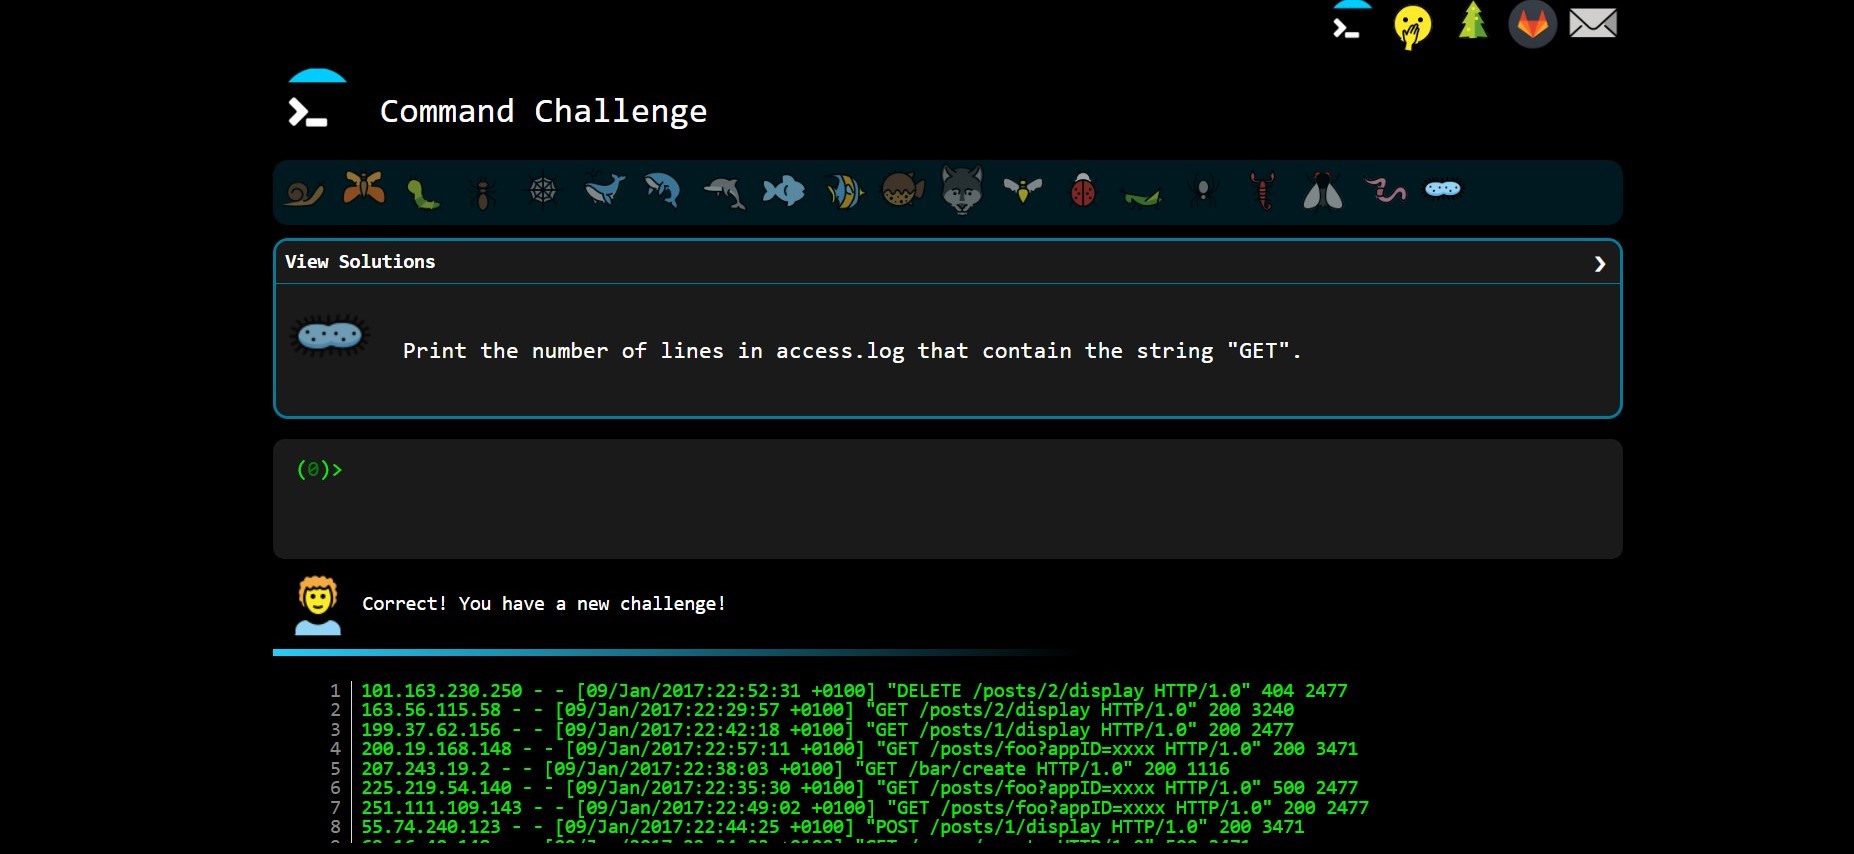 Command Challenge
View Solutions
Print the number of lines in access.log that contain the string "GET".
(0)>
Correct! You have a new challenge!
1 101.163.230.250 - - [09/Jan/2017:22:52:31 +0100] "DELETE /posts/2/display HTTP/1.0" 404 2477
2 163.56.115.58 - - [09/Jan/2017:22:29:57 +0100] "GET /posts/2/display HTTP/1.0" 200 3240
3 199.37.62.156 - - [09/Jan/2017:22:42:18 +0100] "GET /posts/1/display HTTP/1.0" 200 2477
4 200.19.168.148 - - [09/Jan/2017:22:57:11 +0100] "GET /posts/foo?appID=xxxx HTTP/1.0" 200 3471
5 207.243.19.2 - - [09/Jan/2017:22:38:03 +0100] "GET /bar/create HTTP/1.0" 200 1116
6 225.219.54.140 - - [09/Jan/2017:22:35:30 +0100] "GET /posts/foo?appID=xxxx HTTP/1.0" 500 2477
7 251.111.109.143 - - [09/Jan/2017:22:49:02 +0100] "GET /posts/foo?appID=xxxx HTTP/1.0" 200 2477
8 55.74.240.123 - - [09/Jan/2017:22:44:25 +0100] "POST /posts/1/display HTTP/1.0" 200 3471